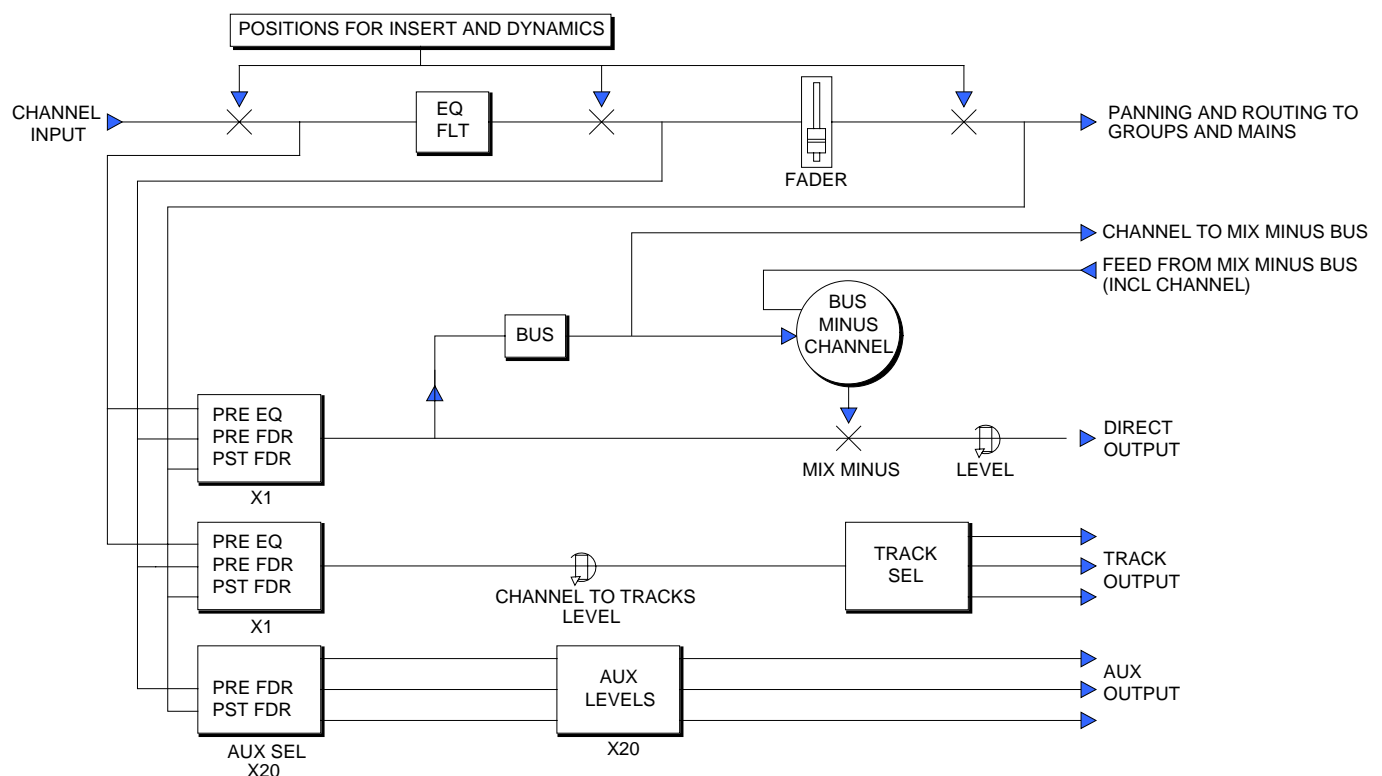 POSITIONS FOR INSERT AND DYNAMICS
CHANNEL
INPUT
EQ
FLT
FADER
PANNING AND ROUTING TO
GROUPS AND MAINS
CHANNEL TO MIX MINUS BUS
FEED FROM MIX MINUS BUS
(INCL CHANNEL)
BUS
MINUS
CHANNEL
BUS
PRE EQ
PRE FDR
PST FDR
X1
MIX MINUS
LEVEL
DIRECT
OUTPUT
PRE EQ
PRE FDR
PST FDR
X1
CHANNEL TO TRACKS
LEVEL
TRACK
SEL
TRACK
OUTPUT
PRE FDR
PST FDR
AUX SEL
X20
AUX
LEVELS
X20
AUX
OUTPUT